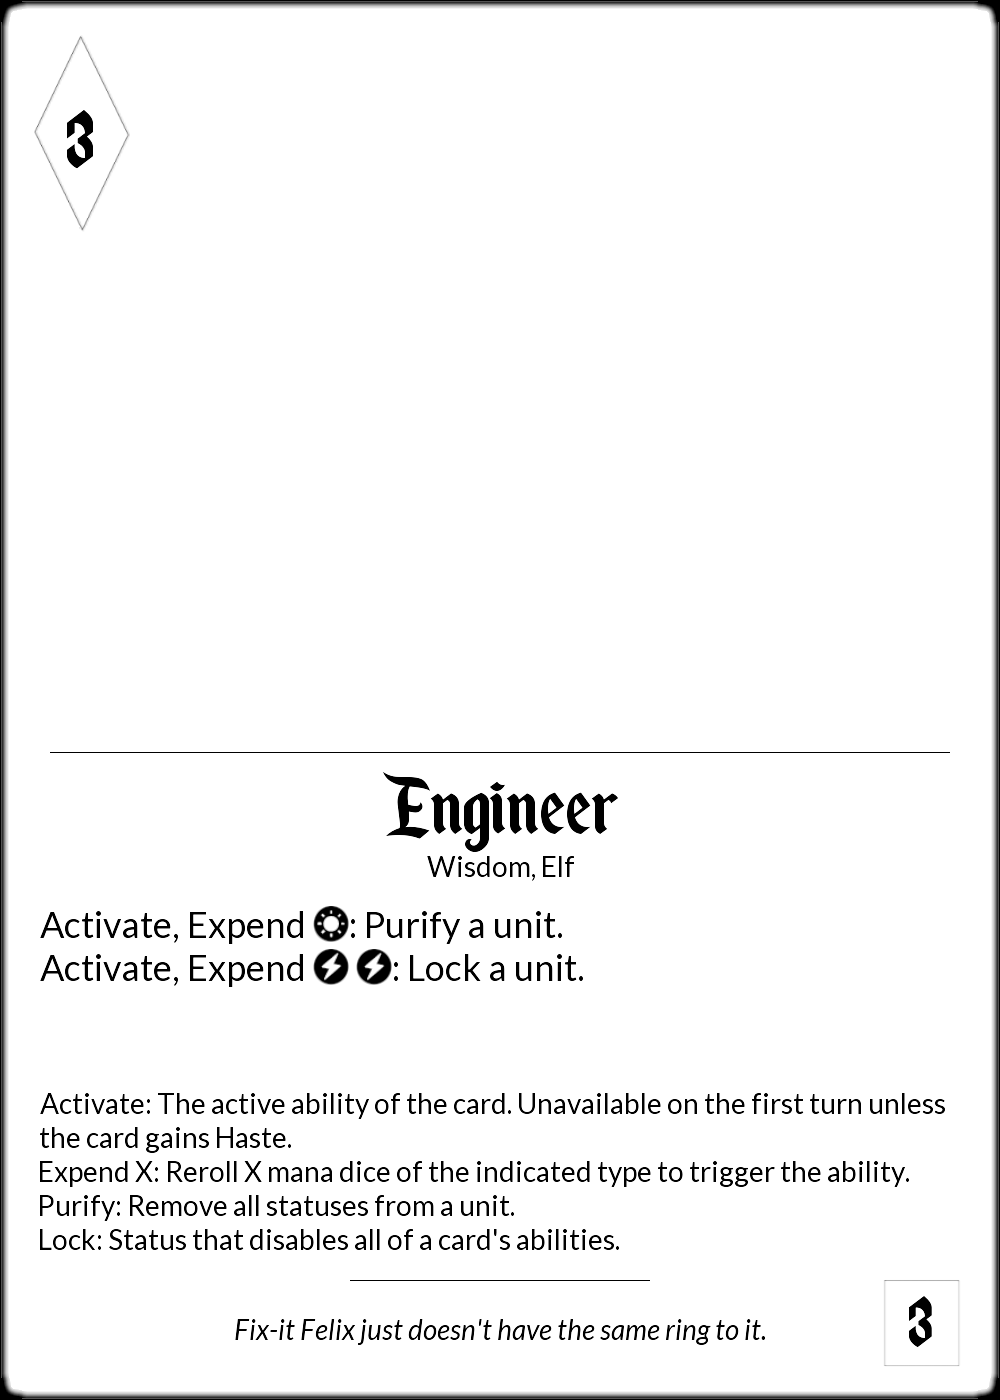 3
Engineer
Wisdom, Elf
Activate, Expend : Purify a unit.
Activate, Expend : Lock a unit.
Activate: The active ability of the card. Unavailable on the first turn unless
the card gains Haste.
Expend X: Reroll X mana dice of the indicated type to trigger the ability.
Purify: Remove all statuses from a unit.
Lock: Status that disables all of a card's abilities.
Fix-it Felix just doesn't have the same ring to it.
3